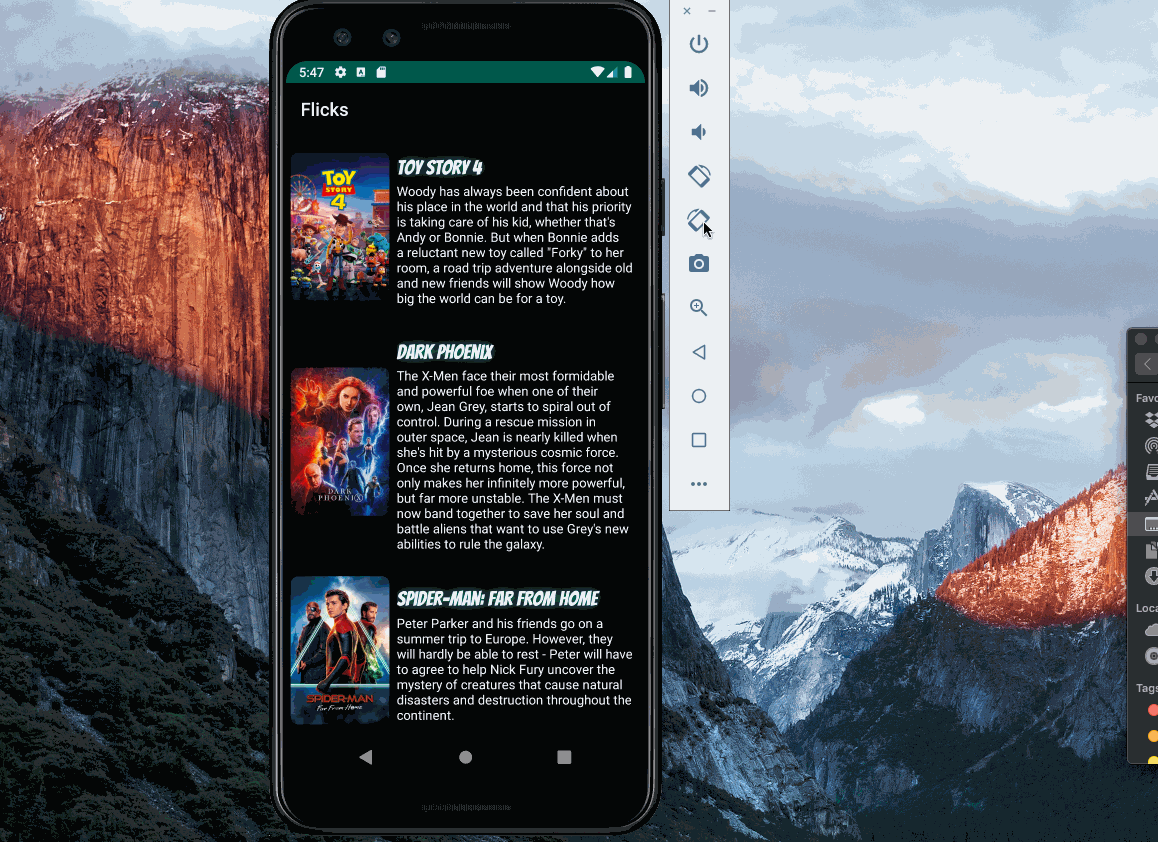 5:47
Flicks
TOY STORY 4
TOY
STORY
4
Woody has always been confident about
his place in the world and that his priority
is taking care of his kid, whether that's
Andy or Bonnie. But when Bonnie adds
a reluctant new toy called "Forky" to her
room, a road trip adventure alongside old
and new friends will show Woody how
big the world can be for a toy.
DARK PHOENIX
The X-Men face their most formidable
and powerful foe when one of their
own, Jean Grey, starts to spiral out of
control. During a rescue mission in
outer space, Jean is nearly killed when
she's hit by a mysterious cosmic force.
Once she returns home, this force not
only makes her infinitely more powerful,
but far more unstable. The X-Men must
now band together to save her soul and
battle aliens that want to use Grey's new
abilities to rule the galaxy.
DARK
PHOENIX
SPIDER-MAN: FAR FROM HOME
Peter Parker and his friends go on a
summer trip to Europe. However, they
will hardly be able to rest - Peter will have
to agree to help Nick Fury uncover the
mystery of creatures that cause natural
disasters and destruction throughout the
continent.
SPIDER-MAN
Far From Home
Favo
Loca
Tags